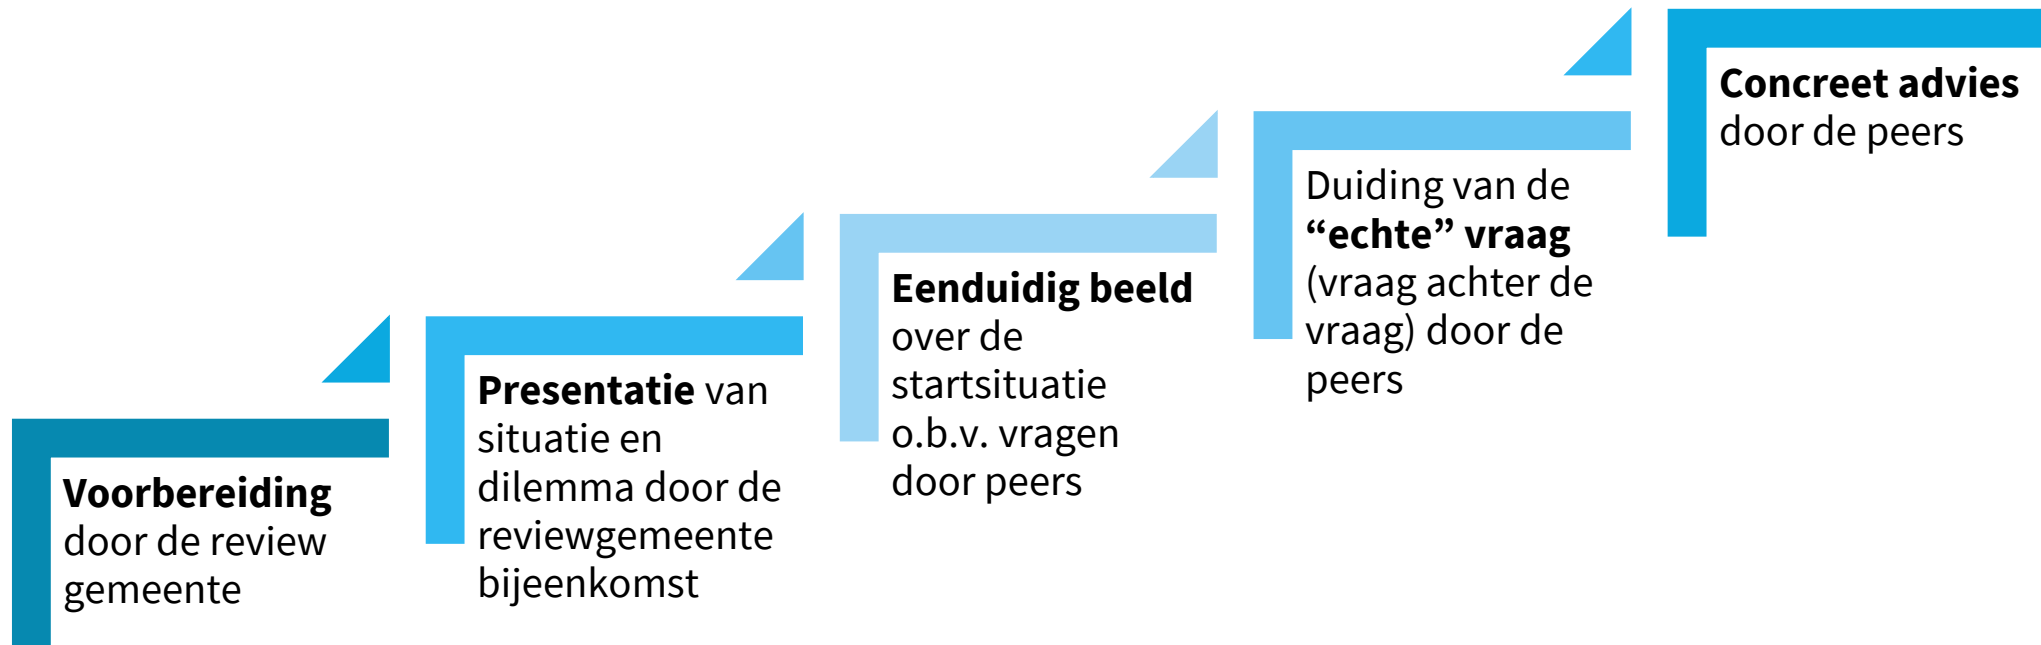 Voorbereiding
door de review
gemeente
Presentatie van
situatie en
dilemma door de
reviewgemeente
bijeenkomst
Eenduidig beeld
over de
startsituatie
o.b.v. vragen
door peers
Duiding van de
“echte” vraag
(vraag achter de
vraag) door de
peers
Concreet advies
door de peers